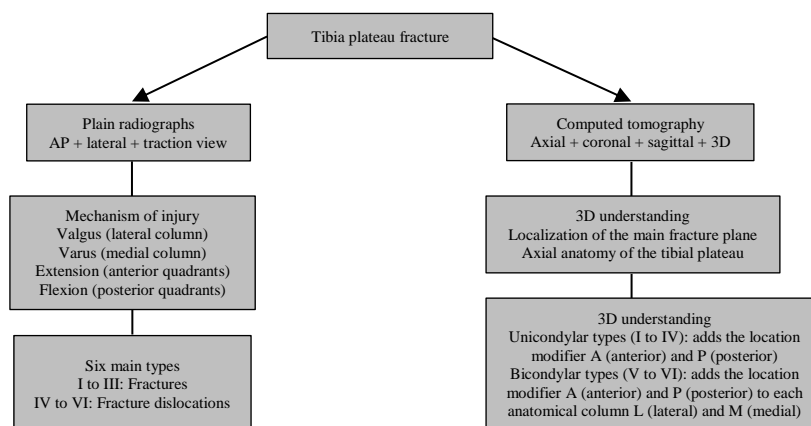 Tibia plateau fracture
Plain radiographs
AP + lateral + traction view
Computed tomography
Axial + coronal + sagittal + 3D
Mechanism of injury
Valgus (lateral column)
Varus (medial column)
Extension (anterior quadrants)
Flexion (posterior quadrants)
3D understanding
Localization of the main fracture plane
Axial anatomy of the tibial plateau
Six main types
I to III: Fractures
IV to VI: Fracture dislocations
3D understanding
Unicondylar types (I to IV): adds the location
modifier A (anterior) and P (posterior)
Bicondylar types (V to VI): adds the location
modifier A (anterior) and P (posterior) to each
anatomical column L (lateral) and M (medial)